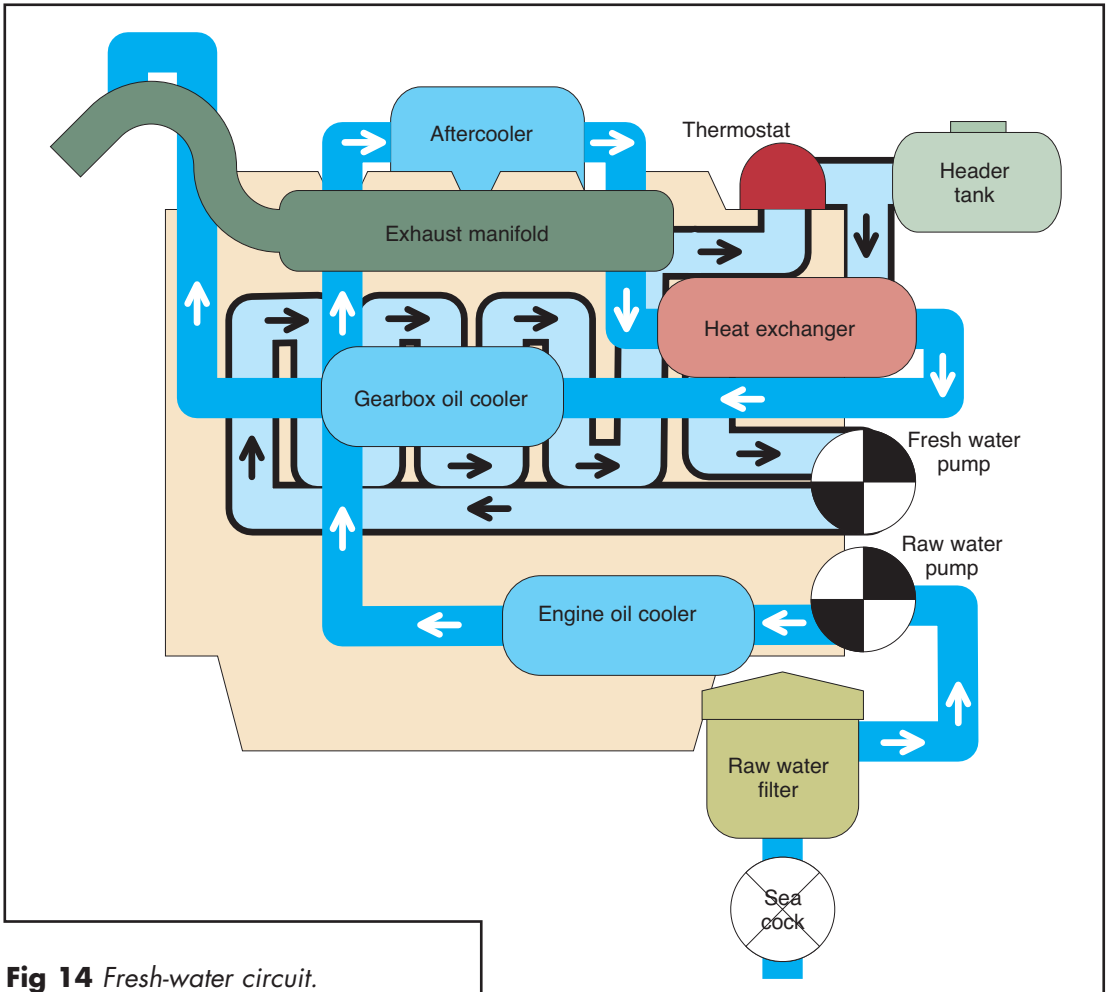 Aftercooler
Thermostat
Header
tank
Exhaust manifold
Heat exchanger
Gearbox oil cooler
Fresh water
pump
Raw water
pump
Engine oil cooler
Raw water
filter
Sea
cock
Fig 14 Fresh-water circuit.